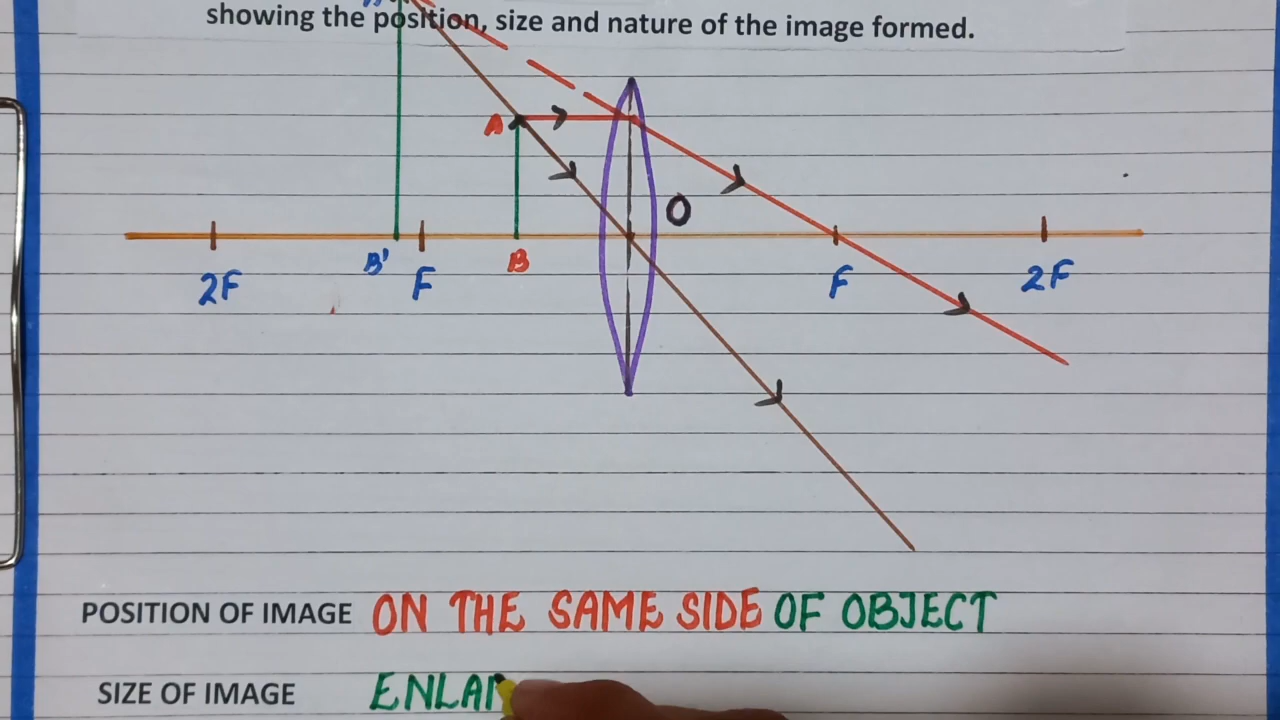 showing the position, size and nature of the image formed.
A
O
B' B
2F F F 2F
POSITION OF IMAGE ON THE SAME SIDE OF OBJECT
SIZE OF IMAGE ENLAR